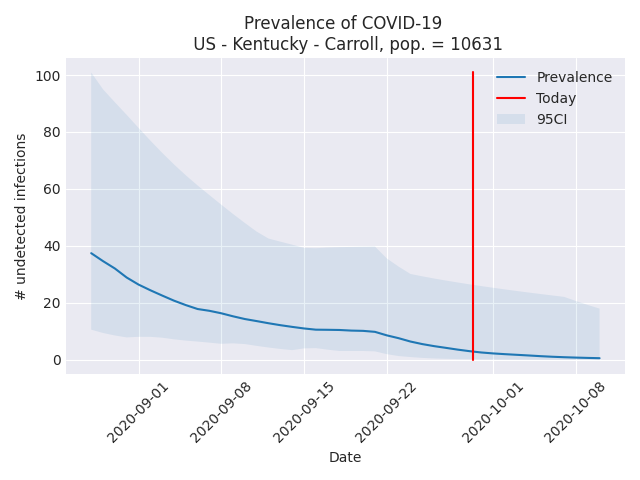 Prevalence of COVID-19
US - Kentucky - Carroll, pop. = 10631
# undetected infections
100
80
60
40
20
0
Prevalence
Today
95CI
2020-09-01
2020-09-08
2020-09-15
2020-09-22
2020-10-01
2020-10-08
Date